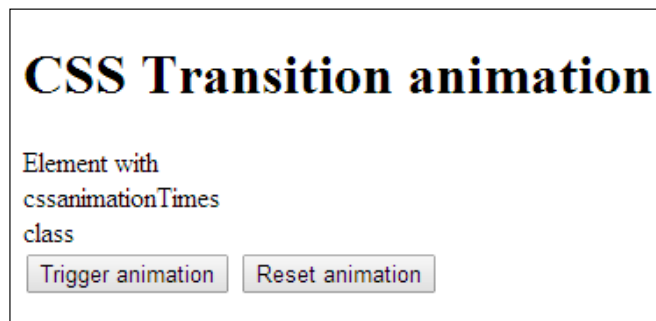 CSS Transition animation
Element with
cssanimationTimes
class
Trigger animation Reset animation